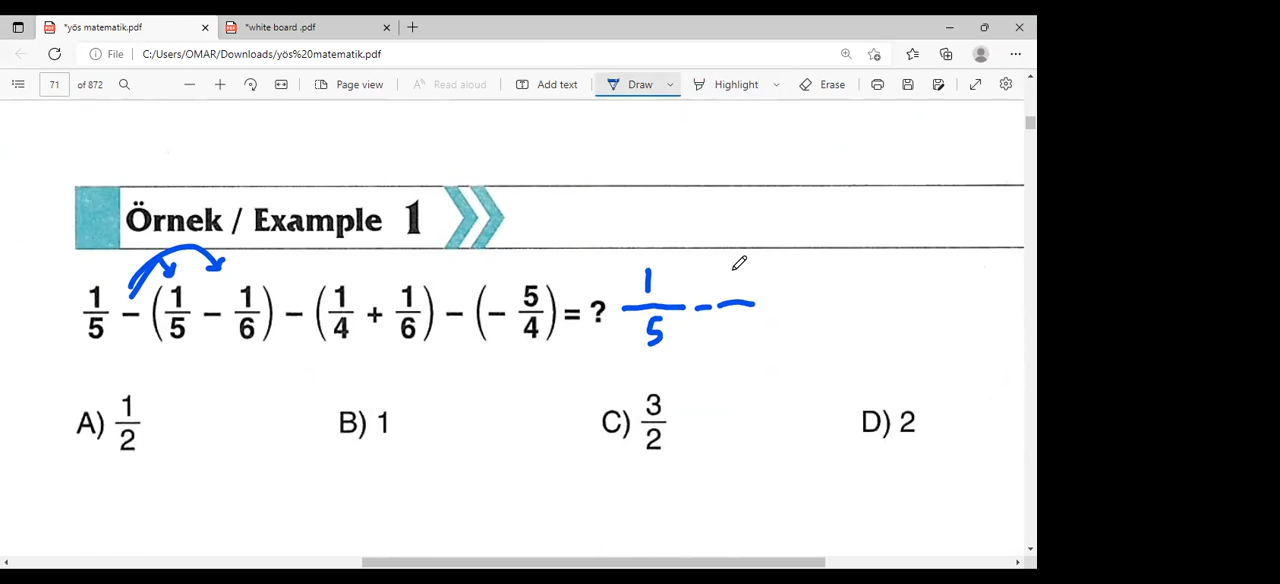 *yös matematik.pdf
*white board .pdf
File C:/Users/OMAR/Downloads/yös%20matematik.pdf
71 of 872 Page view Read aloud Add text Draw Highlight Erase
Örnek / Example 1
1/5 − (1/5 − 1/6) − (1/4 + 1/6) − (− 5/4) = ? 1/5 -
A) 1/2 B) 1 C) 3/2 D) 2